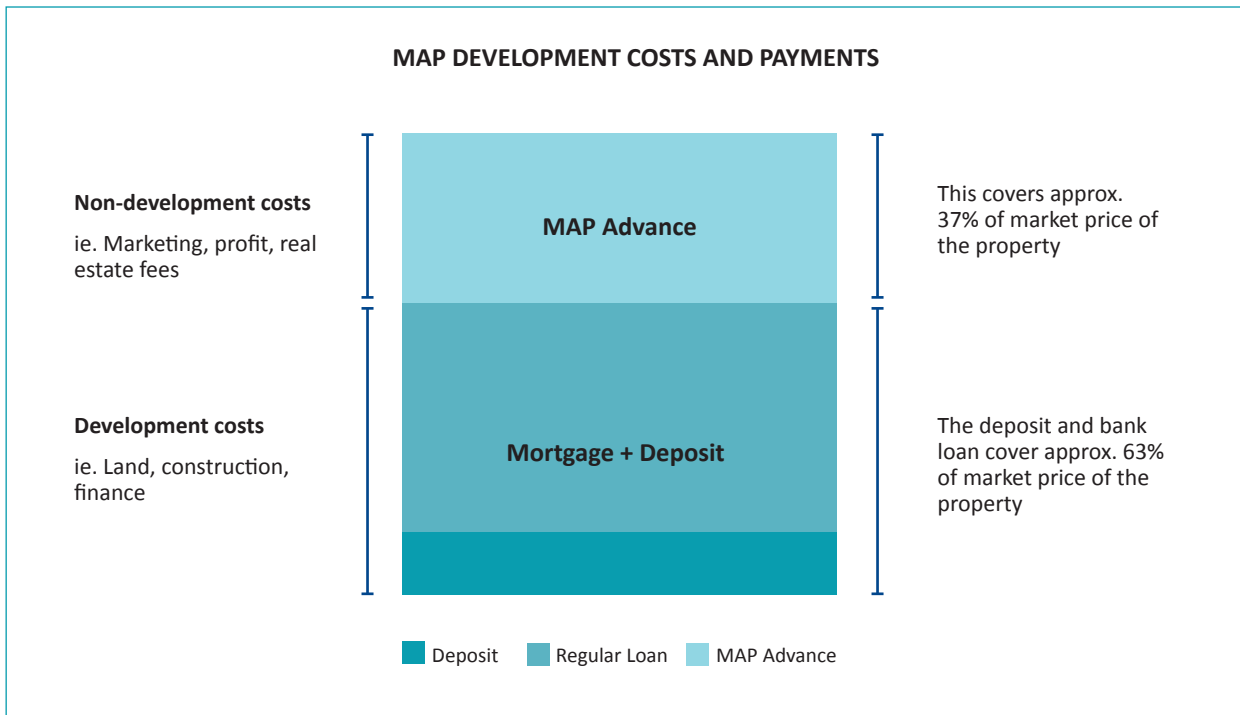 MAP DEVELOPMENT COSTS AND PAYMENTS
Non-development costs
ie. Marketing, profit, real
estate fees
MAP Advance
This covers approx.
37% of market price of
the property
Development costs
ie. Land, construction,
finance
Mortgage + Deposit
The deposit and bank
loan cover approx. 63%
of market price of the
property
Deposit
Regular Loan
MAP Advance